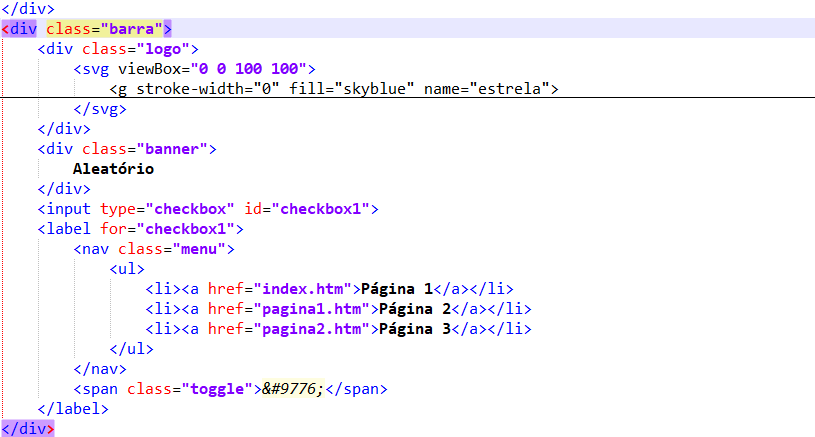 </div>
<div class="barra">
<div class="logo">
<svg viewBox="0 0 100 100">
<g stroke-width="0" fill="skyblue" name="estrela">
</svg>
</div>
<div class="banner">
Aleatório
</div>
<input type="checkbox" id="checkbox1">
<label for="checkbox1">
<nav class="menu">
<ul>
<li><a href="index.htm">Página 1</a></li>
<li><a href="pagina1.htm">Página 2</a></li>
<li><a href="pagina2.htm">Página 3</a></li>
</ul>
</nav>
<span class="toggle">&#9776;</span>
</label>
</div>